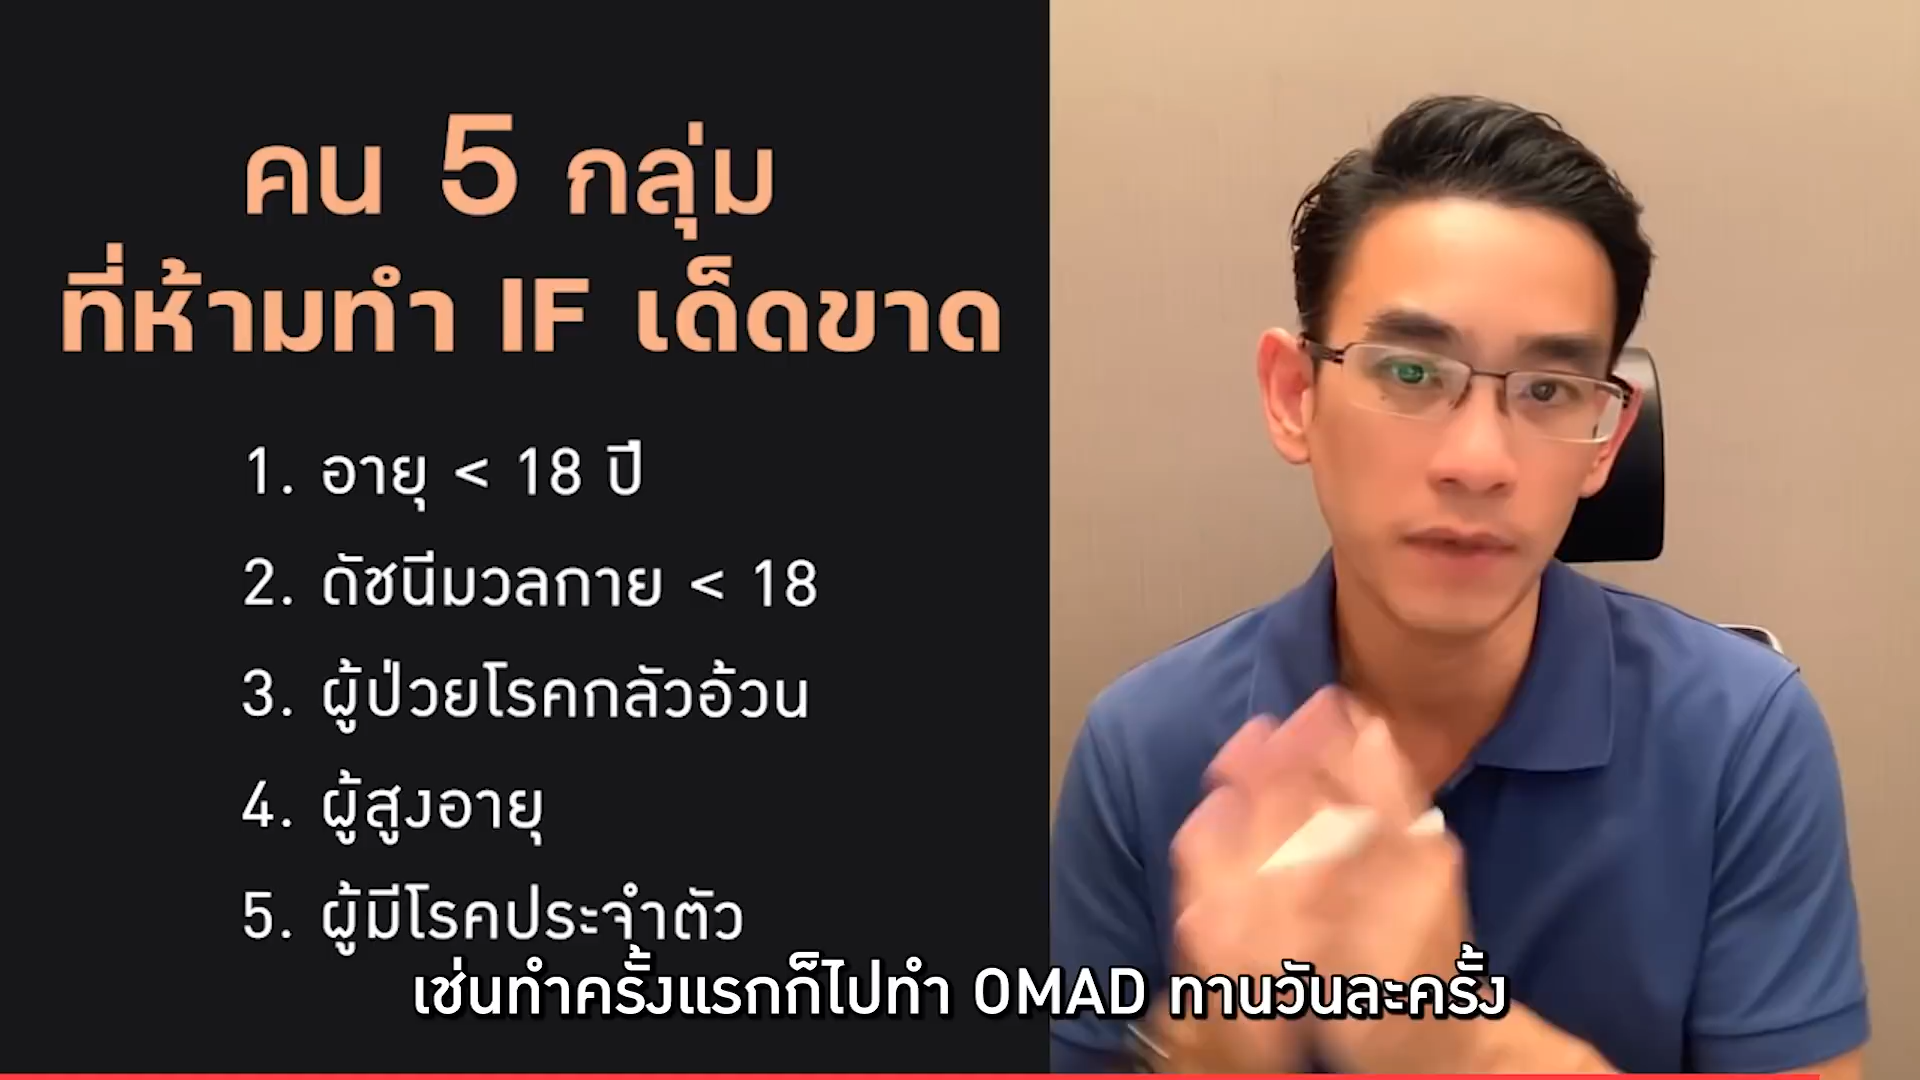 คน 5 กลุ่ม
ที่ห้ามทำ IF เด็ดขาด
1. อายุ < 18 ปี
2. ดัชนีมวลกาย < 18
3. ผู้ป่วยโรคกลัวอ้วน
4. ผู้สูงอายุ
5. ผู้มีโรคประจำตัว
เช่นทำครั้งแรกก็ไปทำ OMAD ทานวันละครั้ง